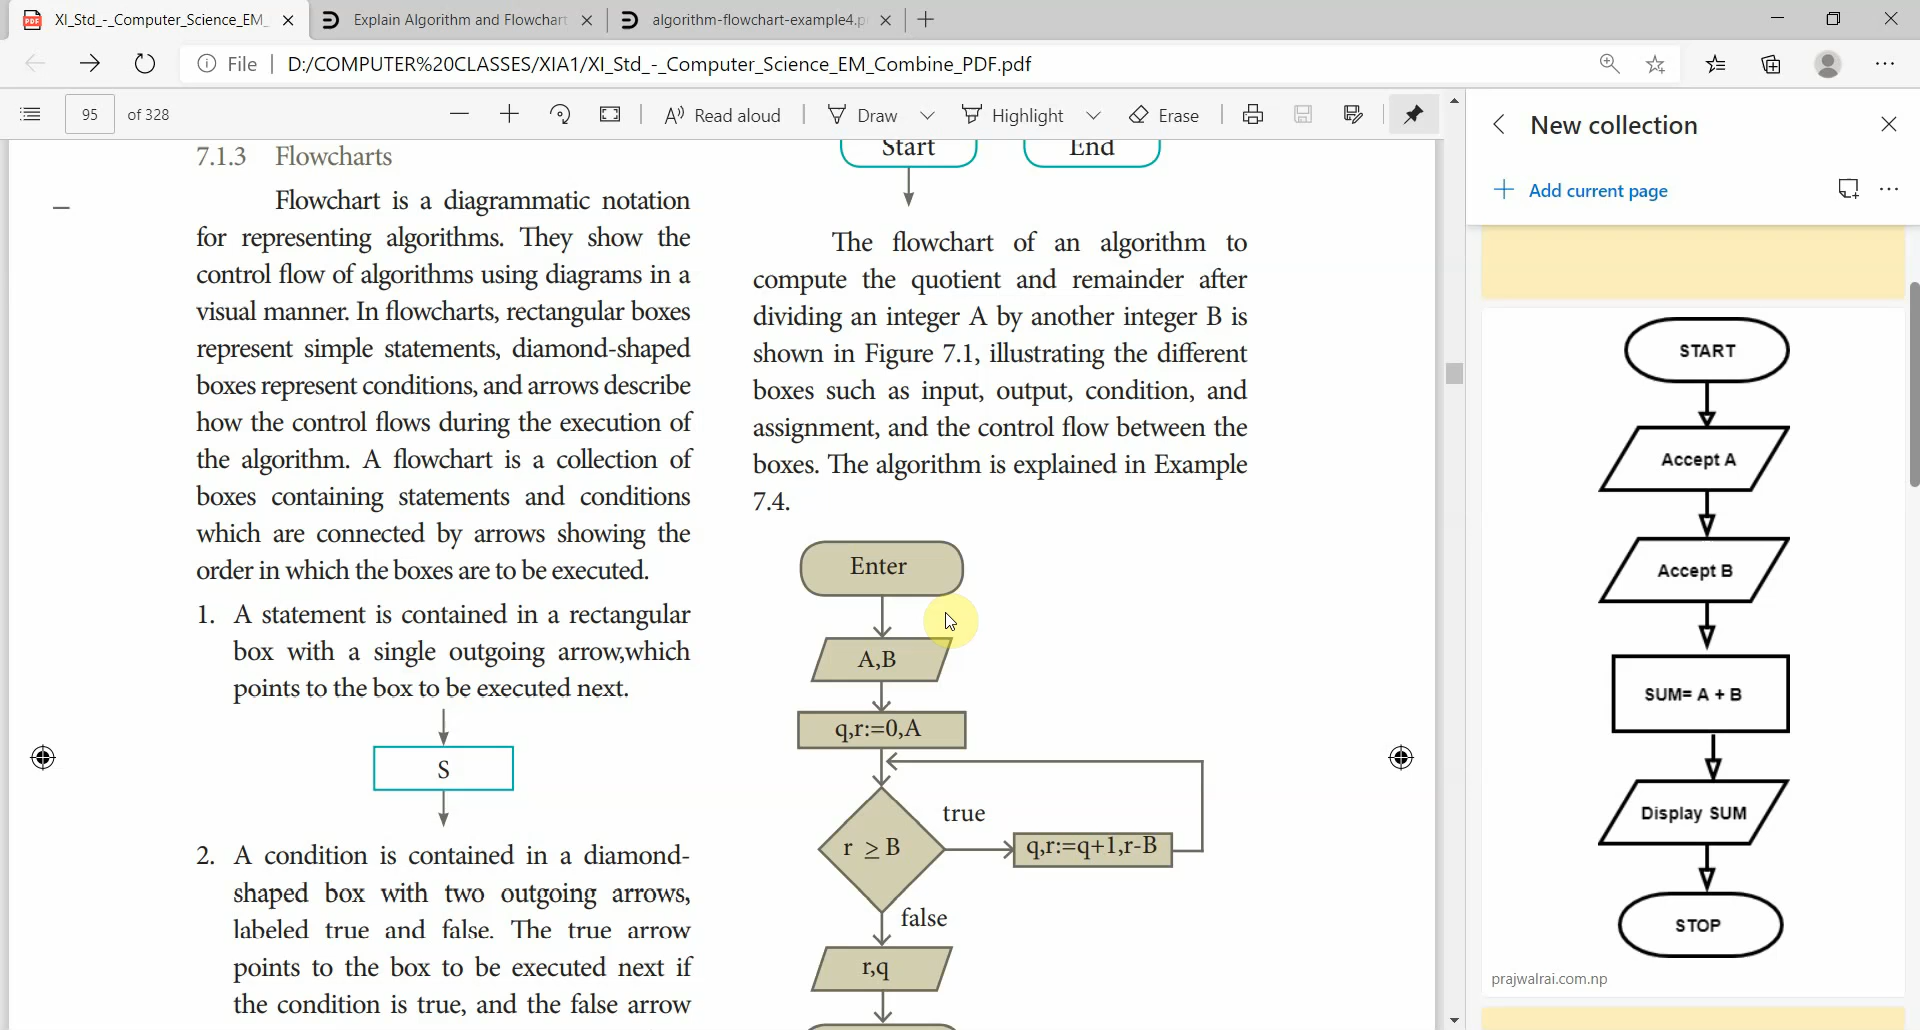 XI_Std_-_Computer_Science_EM_
Explain Algorithm and Flowchart
algorithm-flowchart-example4.p
File
D:/COMPUTER%20CLASSES/XIA1/XI_Std_-_Computer_Science_EM_Combine_PDF.pdf
95 of 328
Read aloud
Draw
Highlight
Erase
7.1.3 Flowcharts
Flowchart is a diagrammatic notation
for representing algorithms. They show the
control flow of algorithms using diagrams in a
visual manner. In flowcharts, rectangular boxes
represent simple statements, diamond-shaped
boxes represent conditions, and arrows describe
how the control flows during the execution of
the algorithm. A flowchart is a collection of
boxes containing statements and conditions
which are connected by arrows showing the
order in which the boxes are to be executed.
1. A statement is contained in a rectangular
box with a single outgoing arrow,which
points to the box to be executed next.
S
2. A condition is contained in a diamond-
shaped box with two outgoing arrows,
labeled true and false. The true arrow
points to the box to be executed next if
the condition is true, and the false arrow
Start
End
The flowchart of an algorithm to
compute the quotient and remainder after
dividing an integer A by another integer B is
shown in Figure 7.1, illustrating the different
boxes such as input, output, condition, and
assignment, and the control flow between the
boxes. The algorithm is explained in Example
7.4.
Enter
A,B
q,r:=0,A
true
r ≥ B
q,r:=q+1,r-B
false
r,q
New collection
Add current page
START
Accept A
Accept B
SUM= A + B
Display SUM
STOP
prajwalrai.com.np